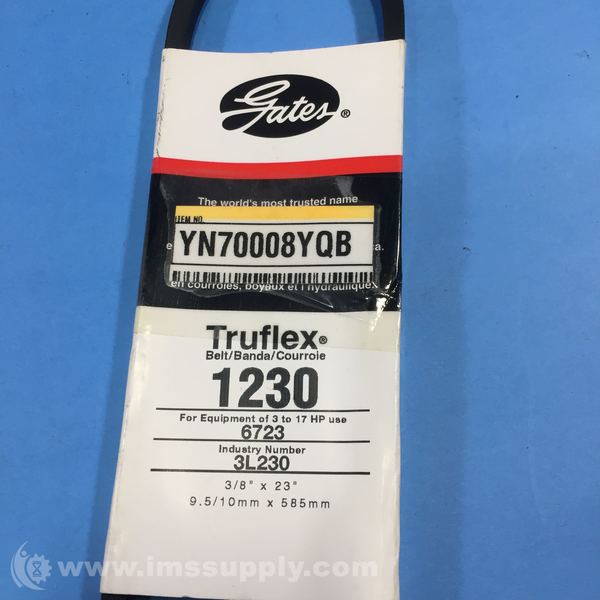 Gates®
The world's most trusted name
ITEM NO.
YN70008YQB
a.
en courroies, boyaux et l'hydraulique
Truflex®
Belt/Banda/Courroie
1230
For Equipment of 3 to 17 HP use
6723
Industry Number
3L230
3/8" x 23"
9.5/10mm x 585mm
www.imssupply.com